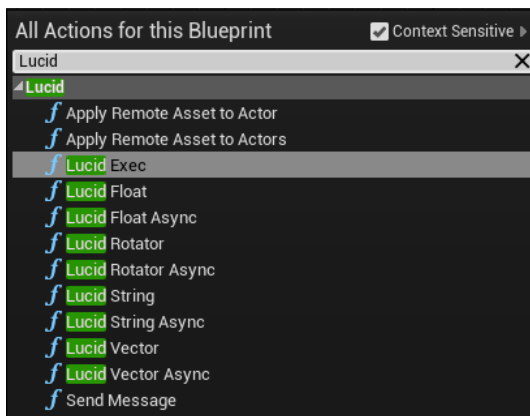 All Actions for this Blueprint Context Sensitive
Lucid
Lucid
Apply Remote Asset to Actor
Apply Remote Asset to Actors
Lucid Exec
Lucid Float
Lucid Float Async
Lucid Rotator
Lucid Rotator Async
Lucid String
Lucid String Async
Lucid Vector
Lucid Vector Async
Send Message